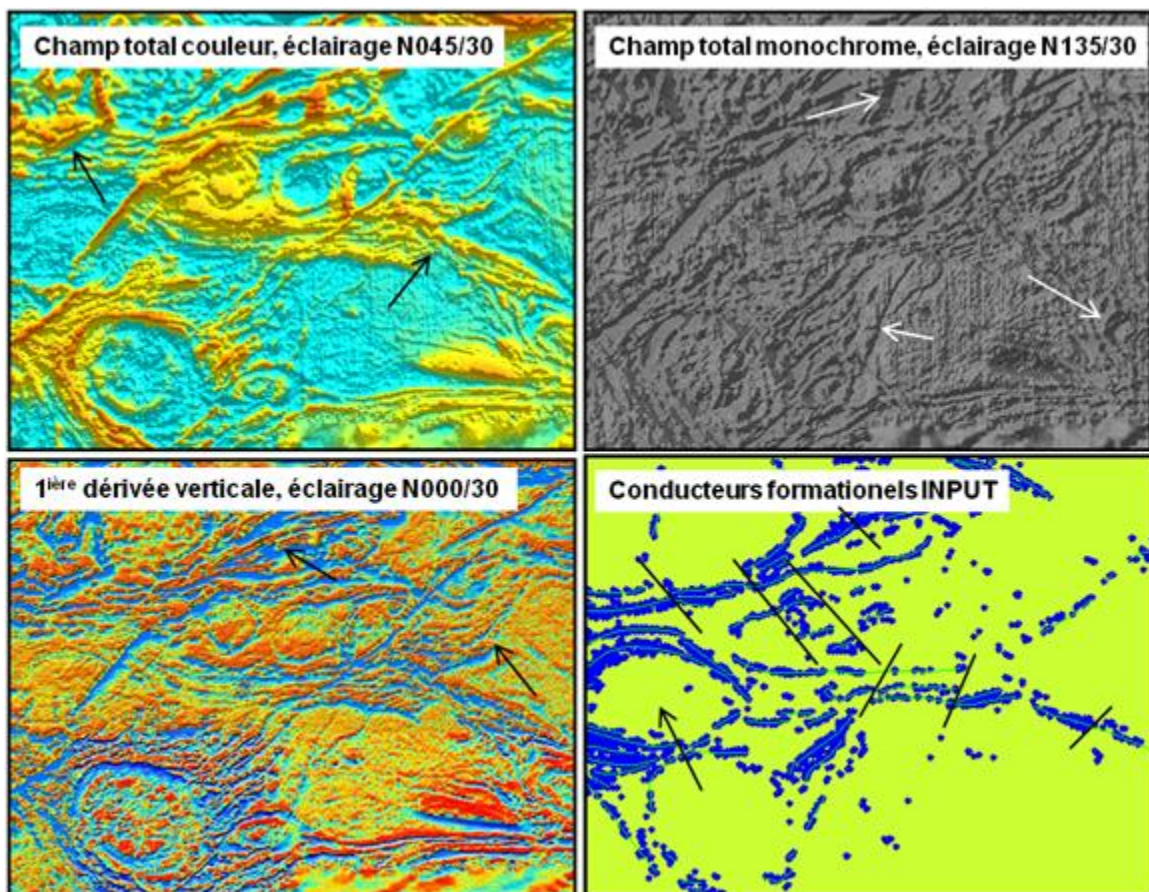 Champ total couleur, éclairage N045/30
Champ total monochrome, éclairage N135/30
1ière dérivée verticale, éclairage N000/30
Conducteurs formationels INPUT